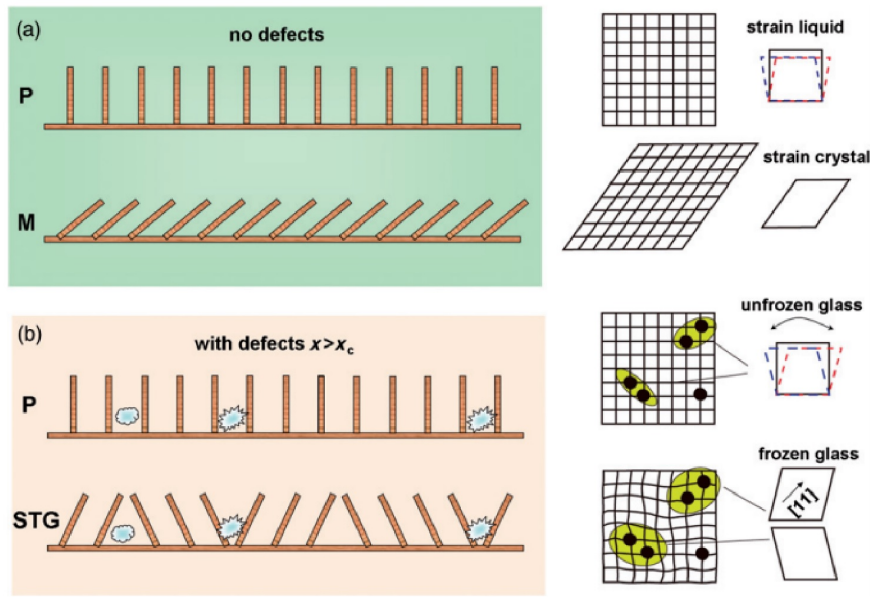 (a)
no defects
P
M
strain liquid
strain crystal
(b)
with defects x>xc
P
STG
unfrozen glass
frozen glass
[11]